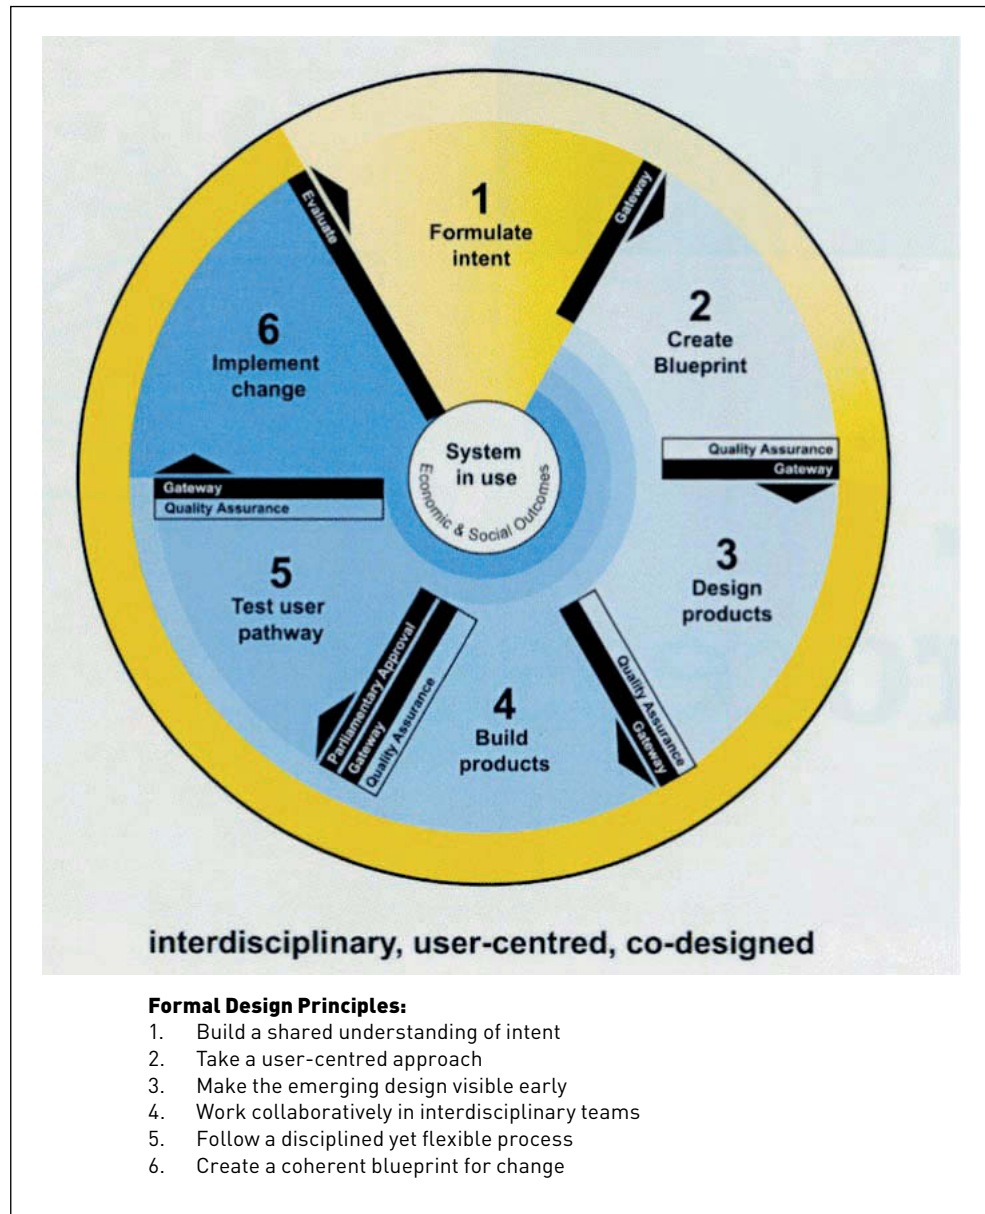 1
Formulate
intent
Gateway
2
Create
Blueprint
Quality Assurance
Gateway
3
Design
products
Quality Assurance
Gateway
4
Build
products
Parliamentary Approval
Gateway
Quality Assurance
5
Test user
pathway
Gateway
Quality Assurance
6
Implement
change
Evaluate
System
in use
Economic & Social Outcomes
interdisciplinary, user-centred, co-designed
Formal Design Principles:
1. Build a shared understanding of intent
2. Take a user-centred approach
3. Make the emerging design visible early
4. Work collaboratively in interdisciplinary teams
5. Follow a disciplined yet flexible process
6. Create a coherent blueprint for change